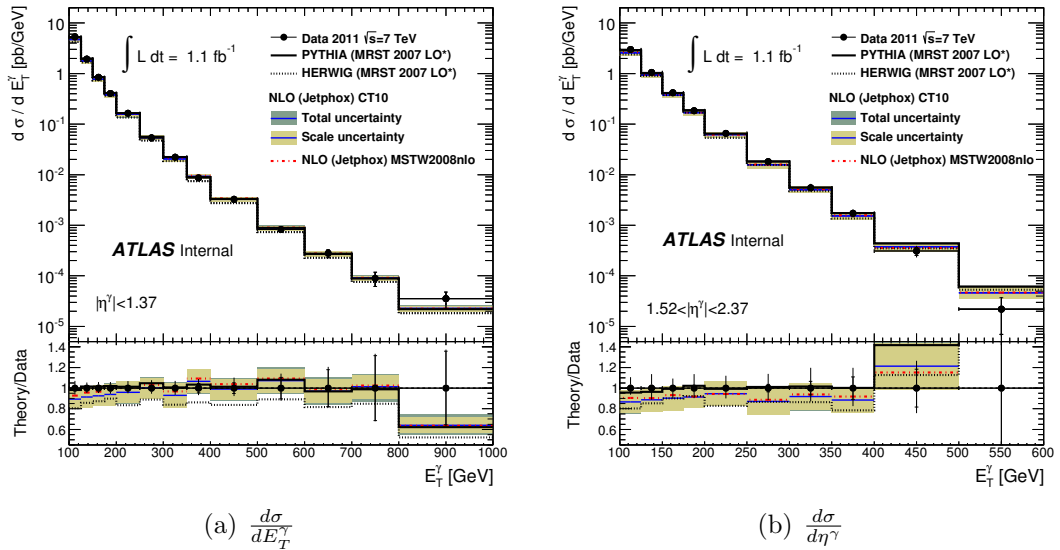 d σ / d E_T^γ [pb/GeV]
10
1
10^-1
10^-2
10^-3
10^-4
10^-5
∫ L dt = 1.1 fb^-1
Data 2011 √s=7 TeV
PYTHIA (MRST 2007 LO*)
HERWIG (MRST 2007 LO*)
NLO (Jetphox) CT10
Total uncertainty
Scale uncertainty
NLO (Jetphox) MSTW2008nlo
ATLAS Internal
|η^γ|<1.37
Theory/Data
1.4
1.2
1
0.8
0.6
100 200 300 400 500 600 700 800 900 1000
E_T^γ [GeV]
(a) dσ/dE_T^γ
d σ / d E_T^γ [pb/GeV]
10
1
10^-1
10^-2
10^-3
10^-4
10^-5
∫ L dt = 1.1 fb^-1
Data 2011 √s=7 TeV
PYTHIA (MRST 2007 LO*)
HERWIG (MRST 2007 LO*)
NLO (Jetphox) CT10
Total uncertainty
Scale uncertainty
NLO (Jetphox) MSTW2008nlo
ATLAS Internal
1.52<|η^γ|<2.37
Theory/Data
1.4
1.2
1
0.8
0.6
100 150 200 250 300 350 400 450 500 550 600
E_T^γ [GeV]
(b) dσ/dη^γ